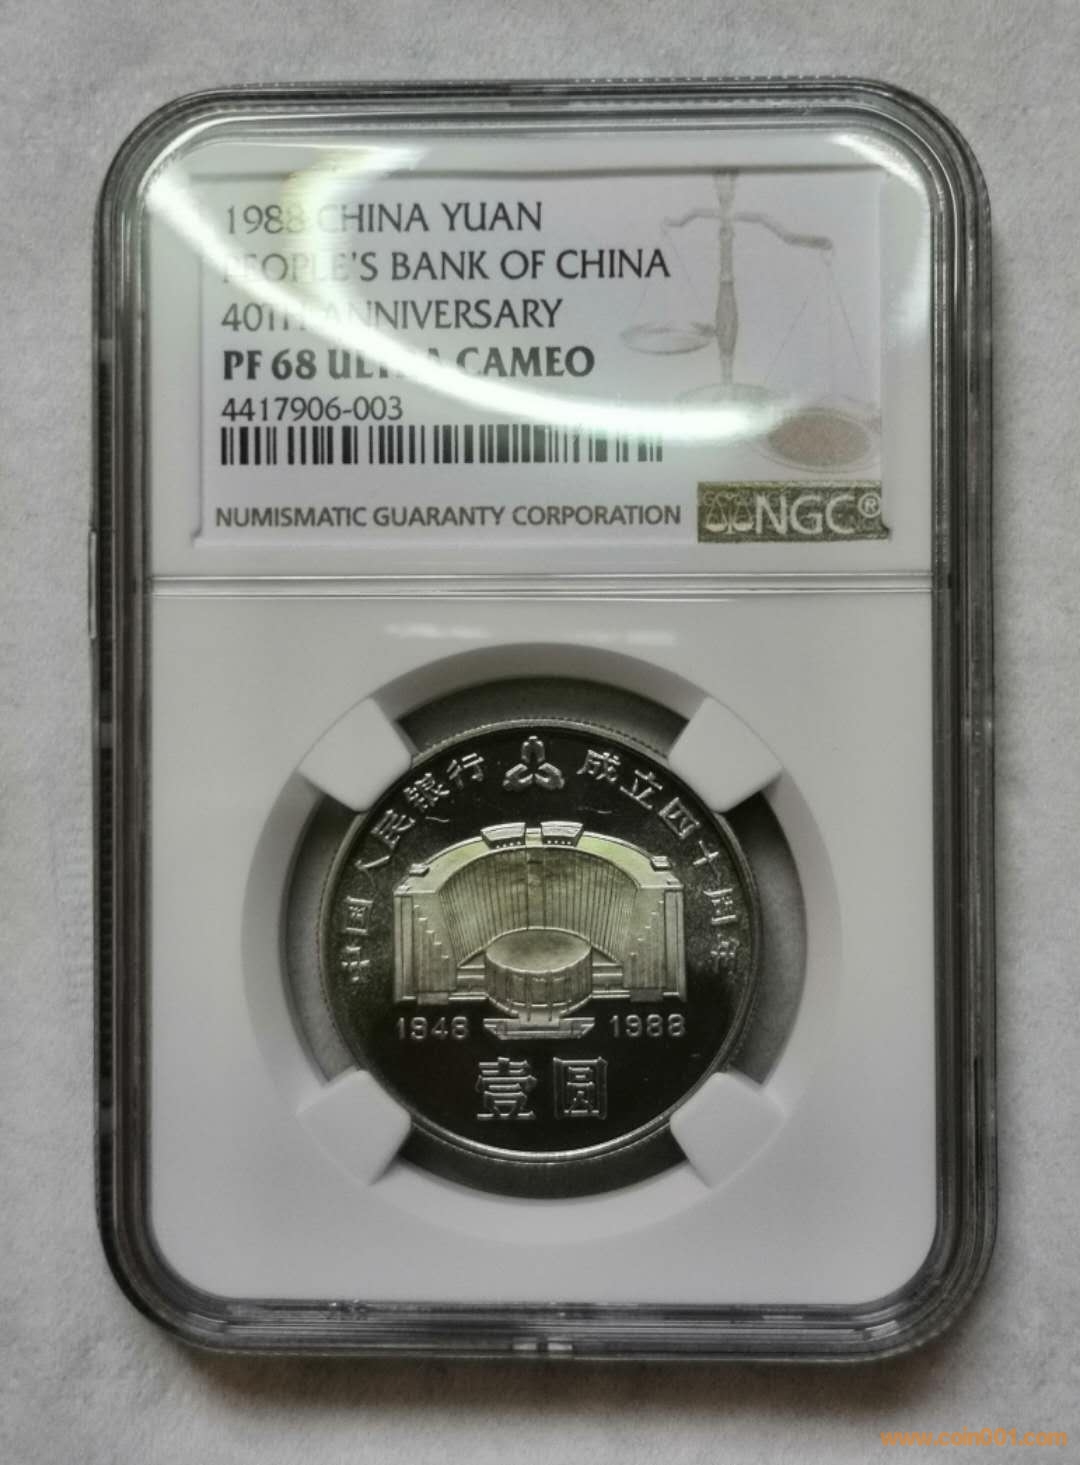 1988 CHINA YUAN
PEOPLE'S BANK OF CHINA
40TH ANNIVERSARY
PF 68 ULTRA CAMEO
4417906-003
NUMISMATIC GUARANTY CORPORATION
NGC®
中国人民银行 成立四十周年
1948 1988
壹圆
www.coin001.com